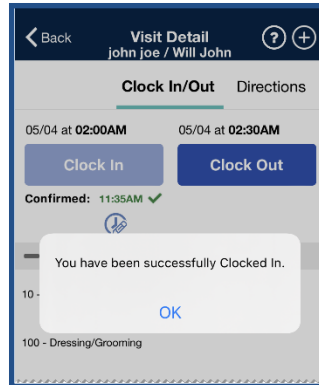 Back Visit Detail ?
john joe / Will John
Clock In/Out Directions
05/04 at 02:00AM 05/04 at 02:30AM
Clock In Clock Out
Confirmed: 11:35AM
You have been successfully Clocked In.
10 -
OK
100 - Dressing/Grooming